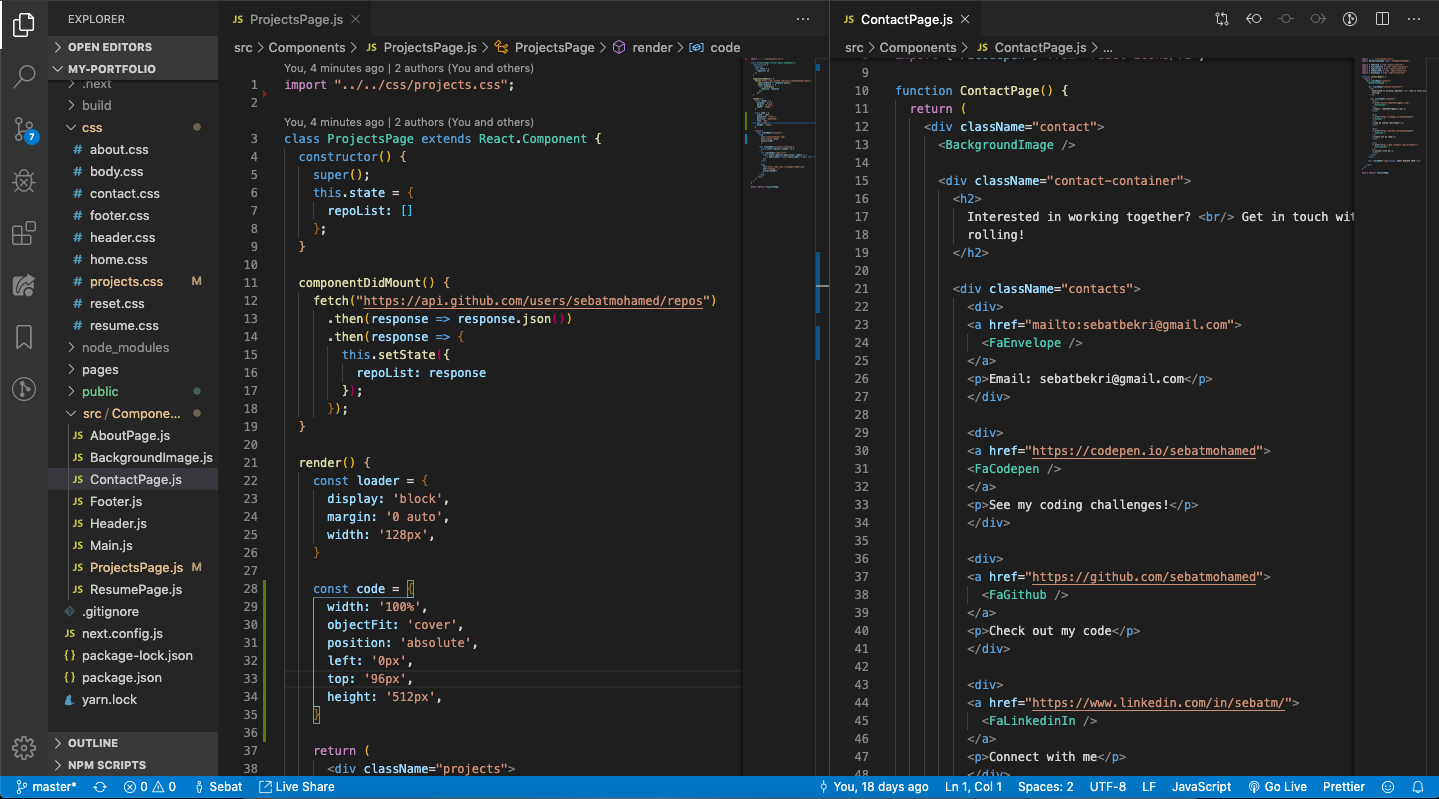 EXPLORER
OPEN EDITORS
MY-PORTFOLIO
.next
build
css
# about.css
# body.css
# contact.css
# footer.css
# header.css
# home.css
# projects.css M
# reset.css
# resume.css
node_modules
pages
public
src / Compone...
JS AboutPage.js
JS BackgroundImage.js
JS ContactPage.js
JS Footer.js
JS Header.js
JS Main.js
JS ProjectsPage.js M
JS ResumePage.js
.gitignore
JS next.config.js
{} package-lock.json
{} package.json
yarn.lock
OUTLINE
NPM SCRIPTS
7
JS ProjectsPage.js ×
src > Components > JS ProjectsPage.js > ProjectsPage > render > code
You, 4 minutes ago | 2 authors (You and others)
1 import "../../css/projects.css";
2
You, 4 minutes ago | 2 authors (You and others)
3 class ProjectsPage extends React.Component {
4 constructor() {
5 super();
6 this.state = {
7 repoList: []
8 };
9 }
10
11 componentDidMount() {
12 fetch("https://api.github.com/users/sebatmohamed/repos")
13 .then(response => response.json())
14 .then(response => {
15 this.setState({
16 repoList: response
17 });
18 });
19 }
20
21 render() {
22 const loader = {
23 display: 'block',
24 margin: '0 auto',
25 width: '128px',
26 }
27
28 const code = {
29 width: '100%',
30 objectFit: 'cover',
31 position: 'absolute',
32 left: '0px',
33 top: '96px',
34 height: '512px',
35 }
36
37 return (
38 <div className="projects">
JS ContactPage.js ×
src > Components > JS ContactPage.js > ...
9
10 function ContactPage() {
11 return (
12 <div className="contact">
13 <BackgroundImage />
14
15 <div className="contact-container">
16 <h2>
17 Interested in working together? <br/> Get in touch wit
18 rolling!
19 </h2>
20
21 <div className="contacts">
22 <div>
23 <a href="mailto:sebatbekri@gmail.com">
24 <FaEnvelope />
25 </a>
26 <p>Email: sebatbekri@gmail.com</p>
27 </div>
28
29 <div>
30 <a href="https://codepen.io/sebatmohamed">
31 <FaCodepen />
32 </a>
33 <p>See my coding challenges!</p>
34 </div>
35
36 <div>
37 <a href="https://github.com/sebatmohamed">
38 <FaGithub />
39 </a>
40 <p>Check out my code</p>
41 </div>
42
43 <div>
44 <a href="https://www.linkedin.com/in/sebatm/">
45 <FaLinkedinIn />
46 </a>
47 <p>Connect with me</p>
48 </div>
master* 0 0 Sebat Live Share You, 18 days ago Ln 1, Col 1 Spaces: 2 UTF-8 LF JavaScript Go Live Prettier